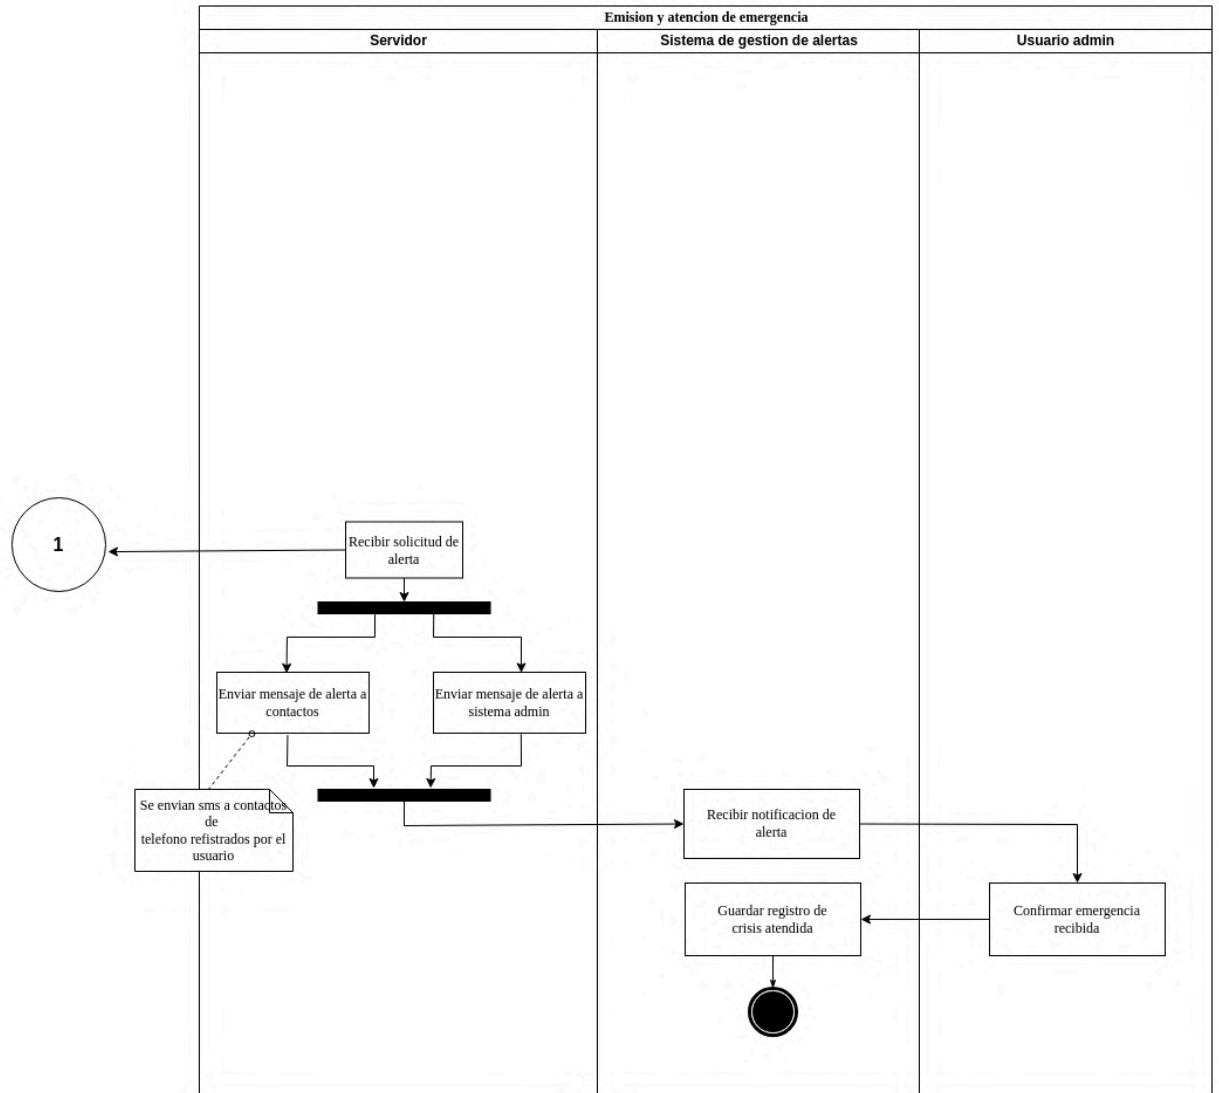 Emision y atencion de emergencia
Servidor
Sistema de gestion de alertas
Usuario admin
1
Recibir solicitud de
alerta
Enviar mensaje de alerta a
contactos
Enviar mensaje de alerta a
sistema admin
Se envian sms a contactos
de
telefono refistrados por el
usuario
Recibir notificacion de
alerta
Guardar registro de
crisis atendida
Confirmar emergencia
recibida